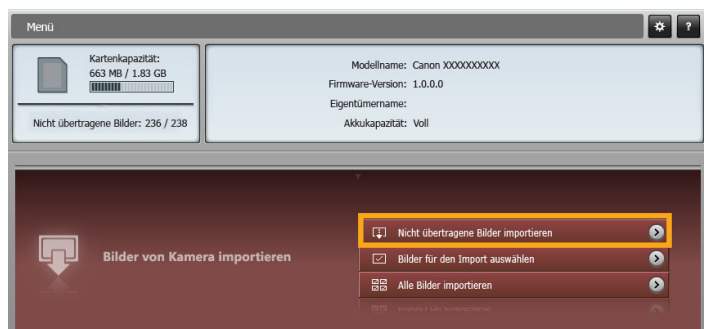 Menü
?
Kartenkapazität:
663 MB / 1.83 GB
Nicht übertragene Bilder: 236 / 238
Modellname: Canon XXXXXXXXXX
Firmware-Version: 1.0.0.0
Eigentümername:
Akkukapazität: Voll
Bilder von Kamera importieren
Nicht übertragene Bilder importieren
Bilder für den Import auswählen
Alle Bilder importieren